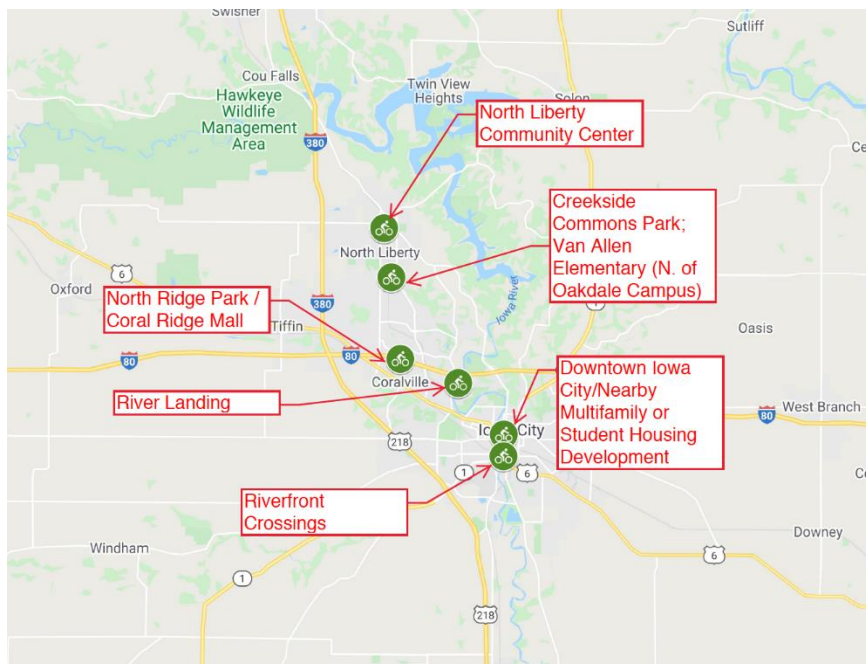 Swisher
Sutliff
Cou Falls
Twin View
Heights
Solon
Hawkeye
Wildlife
Management
Area
380
North Liberty
Community Center
Ce
Creekside
Commons Park;
Van Allen
Elementary (N. of
Oakdale Campus)
North Liberty
6
Oxford
1
Iowa River
North Ridge Park /
Coral Ridge Mall
380
Tiffin
Oasis
80
80
Coralville
River Landing
Downtown Iowa
City/Nearby
Multifamily or
Student Housing
Development
West Branch
80
218
City
1
6
Riverfront
Crossings
Windham
1
Downey
6
218